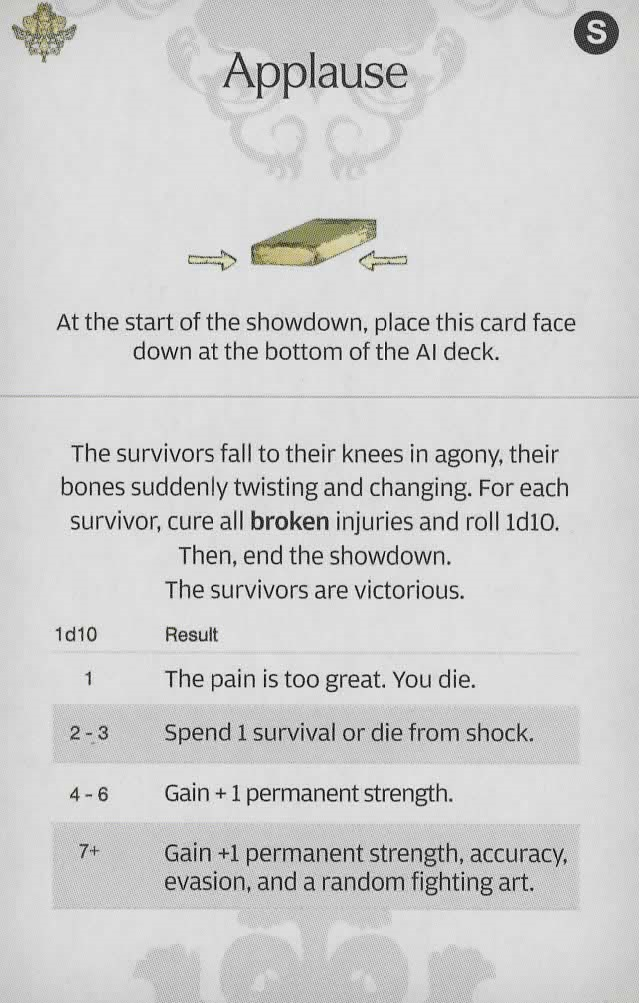 S
Applause
At the start of the showdown, place this card face
down at the bottom of the AI deck.
The survivors fall to their knees in agony, their
bones suddenly twisting and changing. For each
survivor, cure all broken injuries and roll 1d10.
Then, end the showdown.
The survivors are victorious.
1d10 Result
1 The pain is too great. You die.
2 - 3 Spend 1 survival or die from shock.
4 - 6 Gain + 1 permanent strength.
7+ Gain +1 permanent strength, accuracy,
evasion, and a random fighting art.